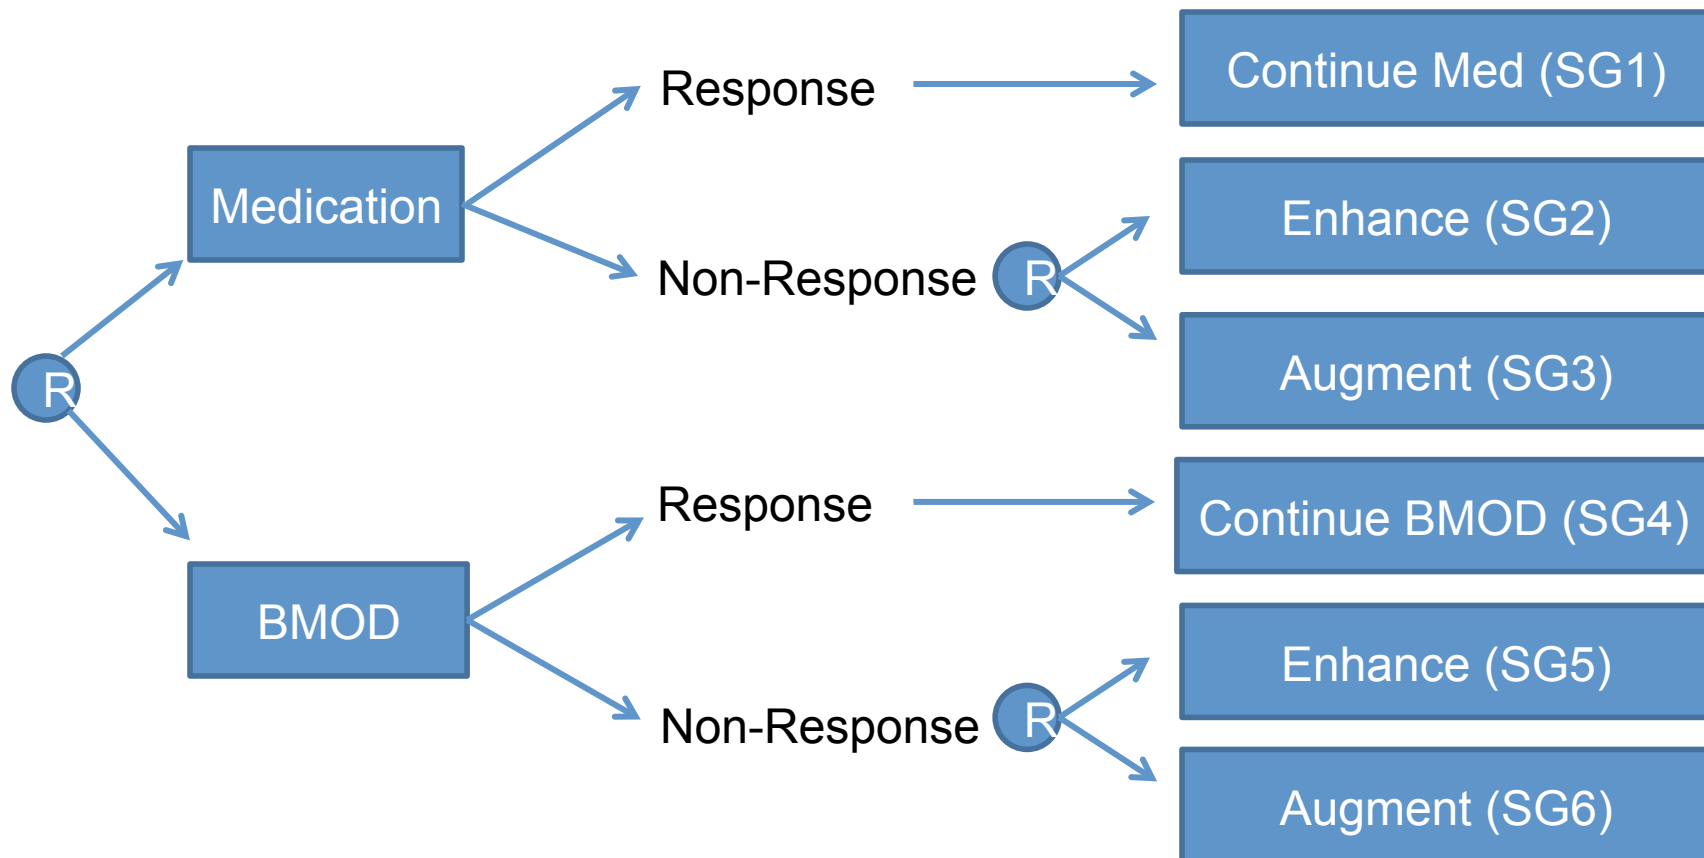 Response
Continue Med (SG1)
Medication
Enhance (SG2)
Non-Response
R
Augment (SG3)
R
Response
Continue BMOD (SG4)
BMOD
Enhance (SG5)
Non-Response
R
Augment (SG6)